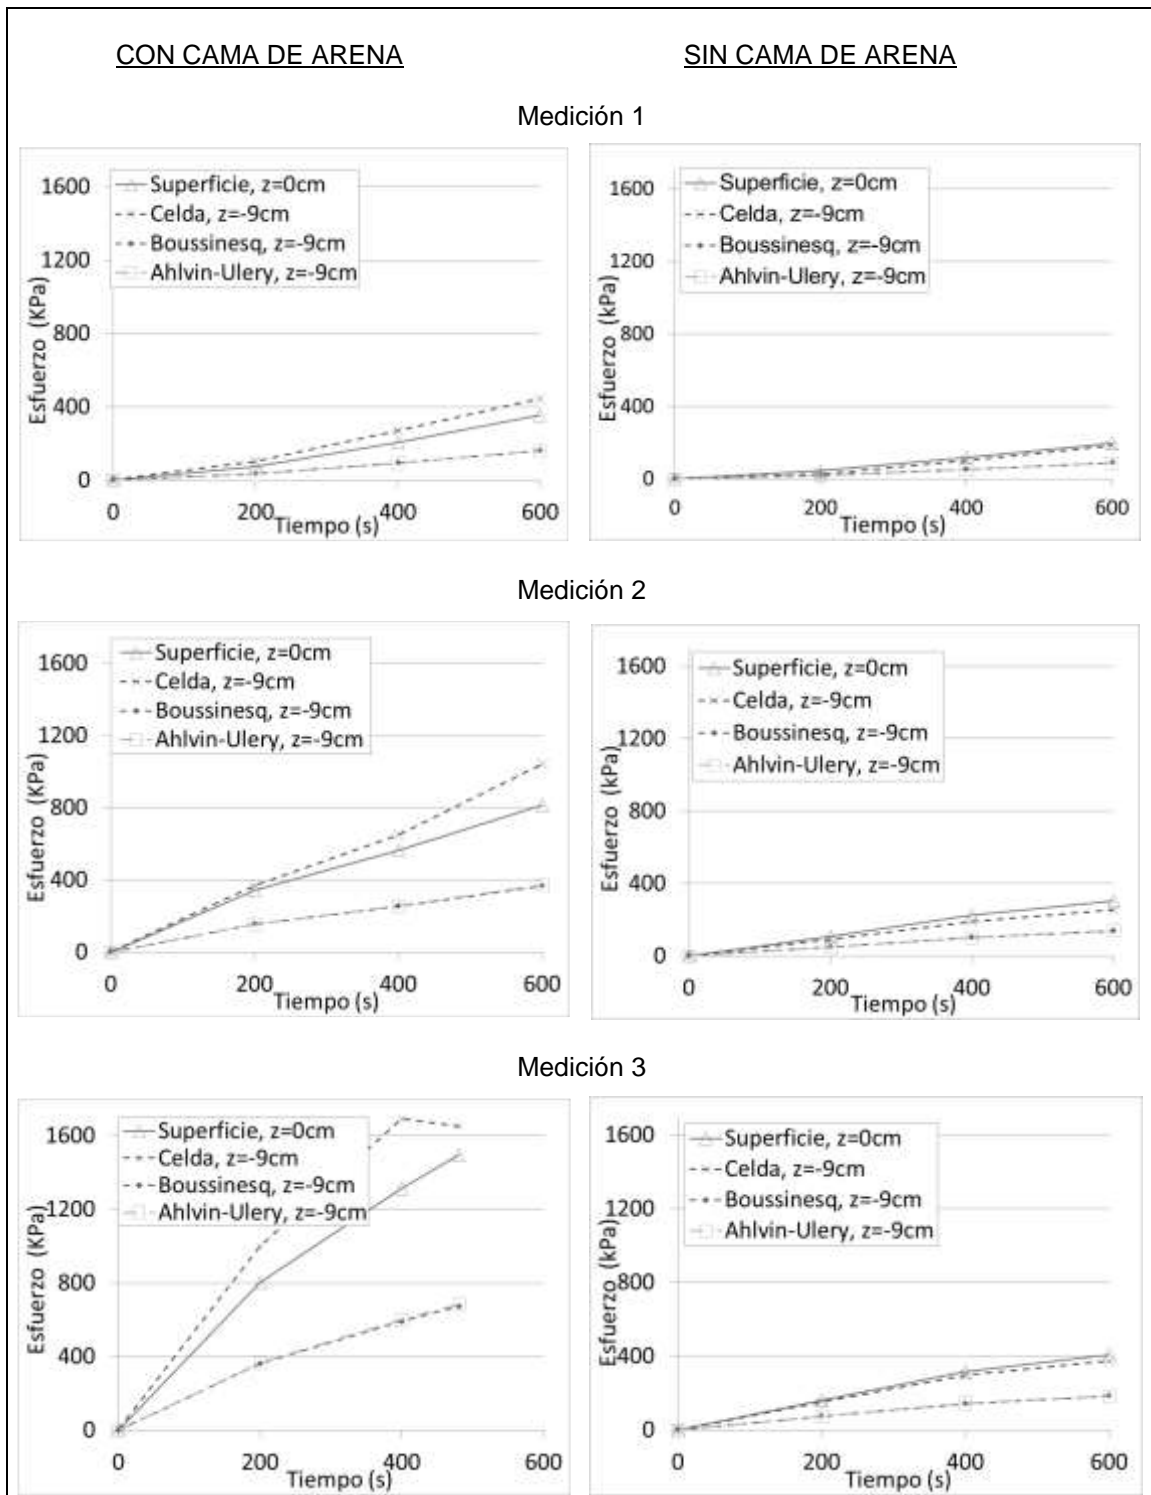 CON CAMA DE ARENA
SIN CAMA DE ARENA
Medición 1
1600
1200
800
400
0
Esfuerzo (KPa)
Superficie, z=0cm
Celda, z=-9cm
Boussinesq, z=-9cm
Ahlvin-Ulery, z=-9cm
0 200 400 600
Tiempo (s)
1600
1200
800
400
0
Esfuerzo (kPa)
Superficie, z=0cm
Celda, z=-9cm
Boussinesq, z=-9cm
Ahlvin-Ulery, z=-9cm
0 200 400 600
Tiempo (s)
Medición 2
1600
1200
800
400
0
Esfuerzo (KPa)
Superficie, z=0cm
Celda, z=-9cm
Boussinesq, z=-9cm
Ahlvin-Ulery, z=-9cm
0 200 400 600
Tiempo (s)
1600
1200
800
400
0
Esfuerzo (kPa)
Superficie, z=0cm
Celda, z=-9cm
Boussinesq, z=-9cm
Ahlvin-Ulery, z=-9cm
0 200 400 600
Tiempo (s)
Medición 3
1600
1200
800
400
0
Esfuerzo (KPa)
Superficie, z=0cm
Celda, z=-9cm
Boussinesq, z=-9cm
Ahlvin-Ulery, z=-9cm
0 200 400 600
Tiempo (s)
1600
1200
800
400
0
Esfuerzo (kPa)
Superficie, z=0cm
Celda, z=-9cm
Boussinesq, z=-9cm
Ahlvin-Ulery, z=-9cm
0 200 400 600
Tiempo (s)